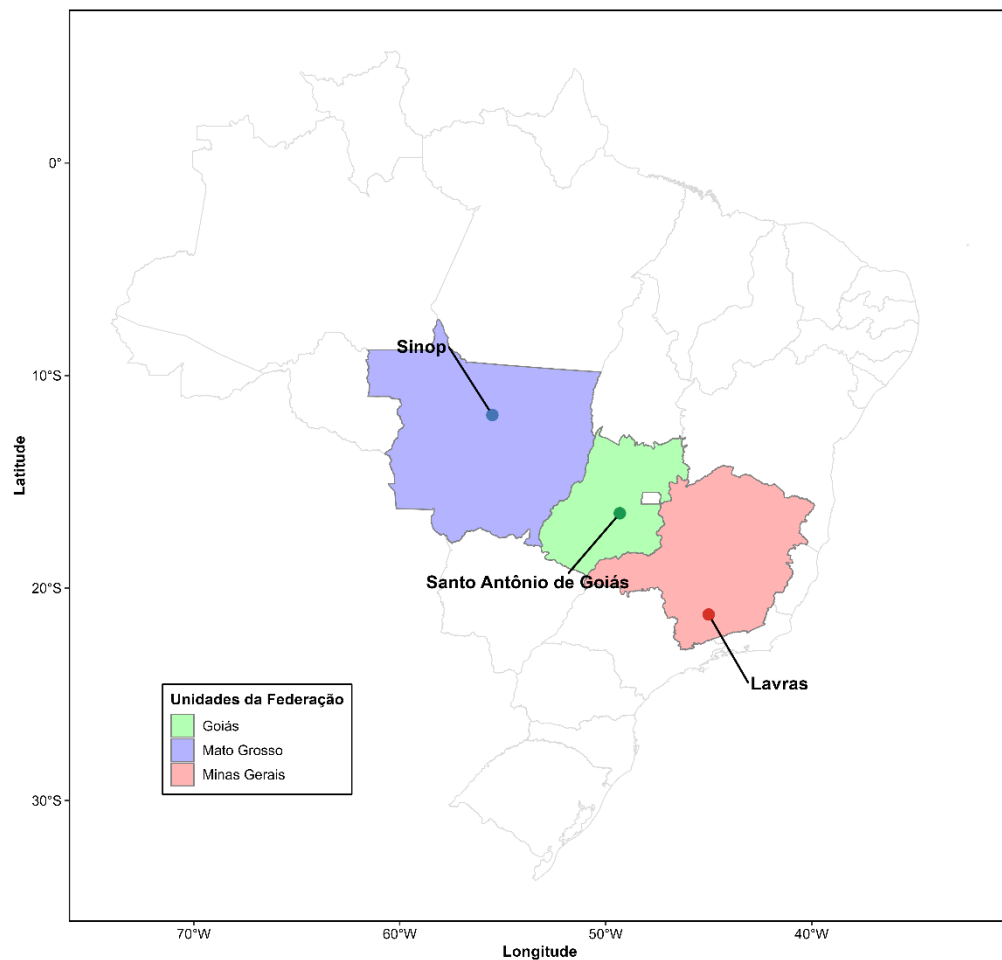 0°
10°S
20°S
30°S
Latitude
Sinop
Santo Antônio de Goiás
Lavras
Unidades da Federação
Goiás
Mato Grosso
Minas Gerais
70°W
60°W
50°W
40°W
Longitude